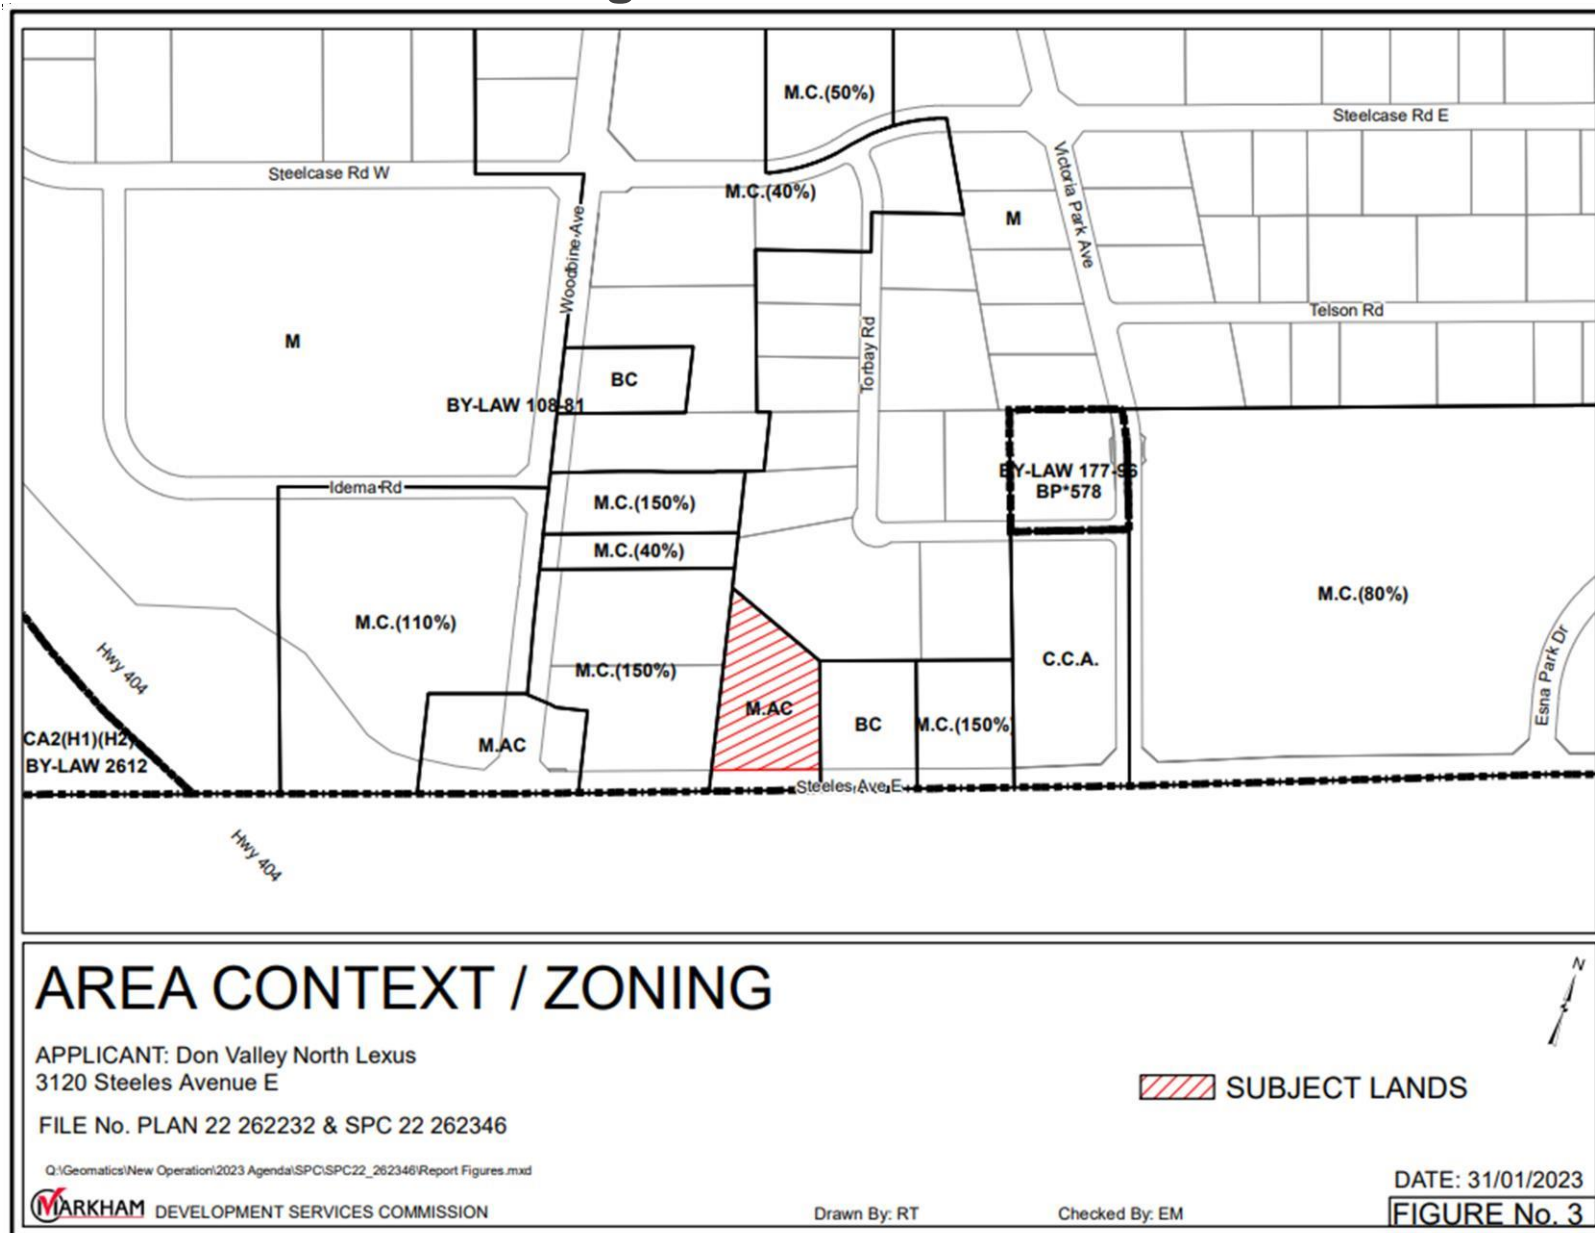 M.C.(50%)
Steelcase Rd E
Steelcase Rd W
M.C.(40%)
Victoria Park Ave
M
Woodbine Ave
Telson Rd
M
Torbay Rd
BC
BY-LAW 108-81
BY-LAW 177-96
BP*578
Idema Rd
M.C.(150%)
M.C.(40%)
M.C.(80%)
M.C.(110%)
Hwy 404
M.C.(150%)
C.C.A.
Esna Park Dr
M.AC
BC
M.C.(150%)
CA2(H1)(H2)
BY-LAW 2612
M.AC
Steeles Ave E
Hwy 404
AREA CONTEXT / ZONING
N
APPLICANT: Don Valley North Lexus
3120 Steeles Avenue E
SUBJECT LANDS
FILE No. PLAN 22 262232 & SPC 22 262346
Q:\Geomatics\New Operation\2023 Agenda\SPC\SPC22_262346\Report Figures.mxd
DATE: 31/01/2023
MARKHAM DEVELOPMENT SERVICES COMMISSION
Drawn By: RT
Checked By: EM
FIGURE No. 3